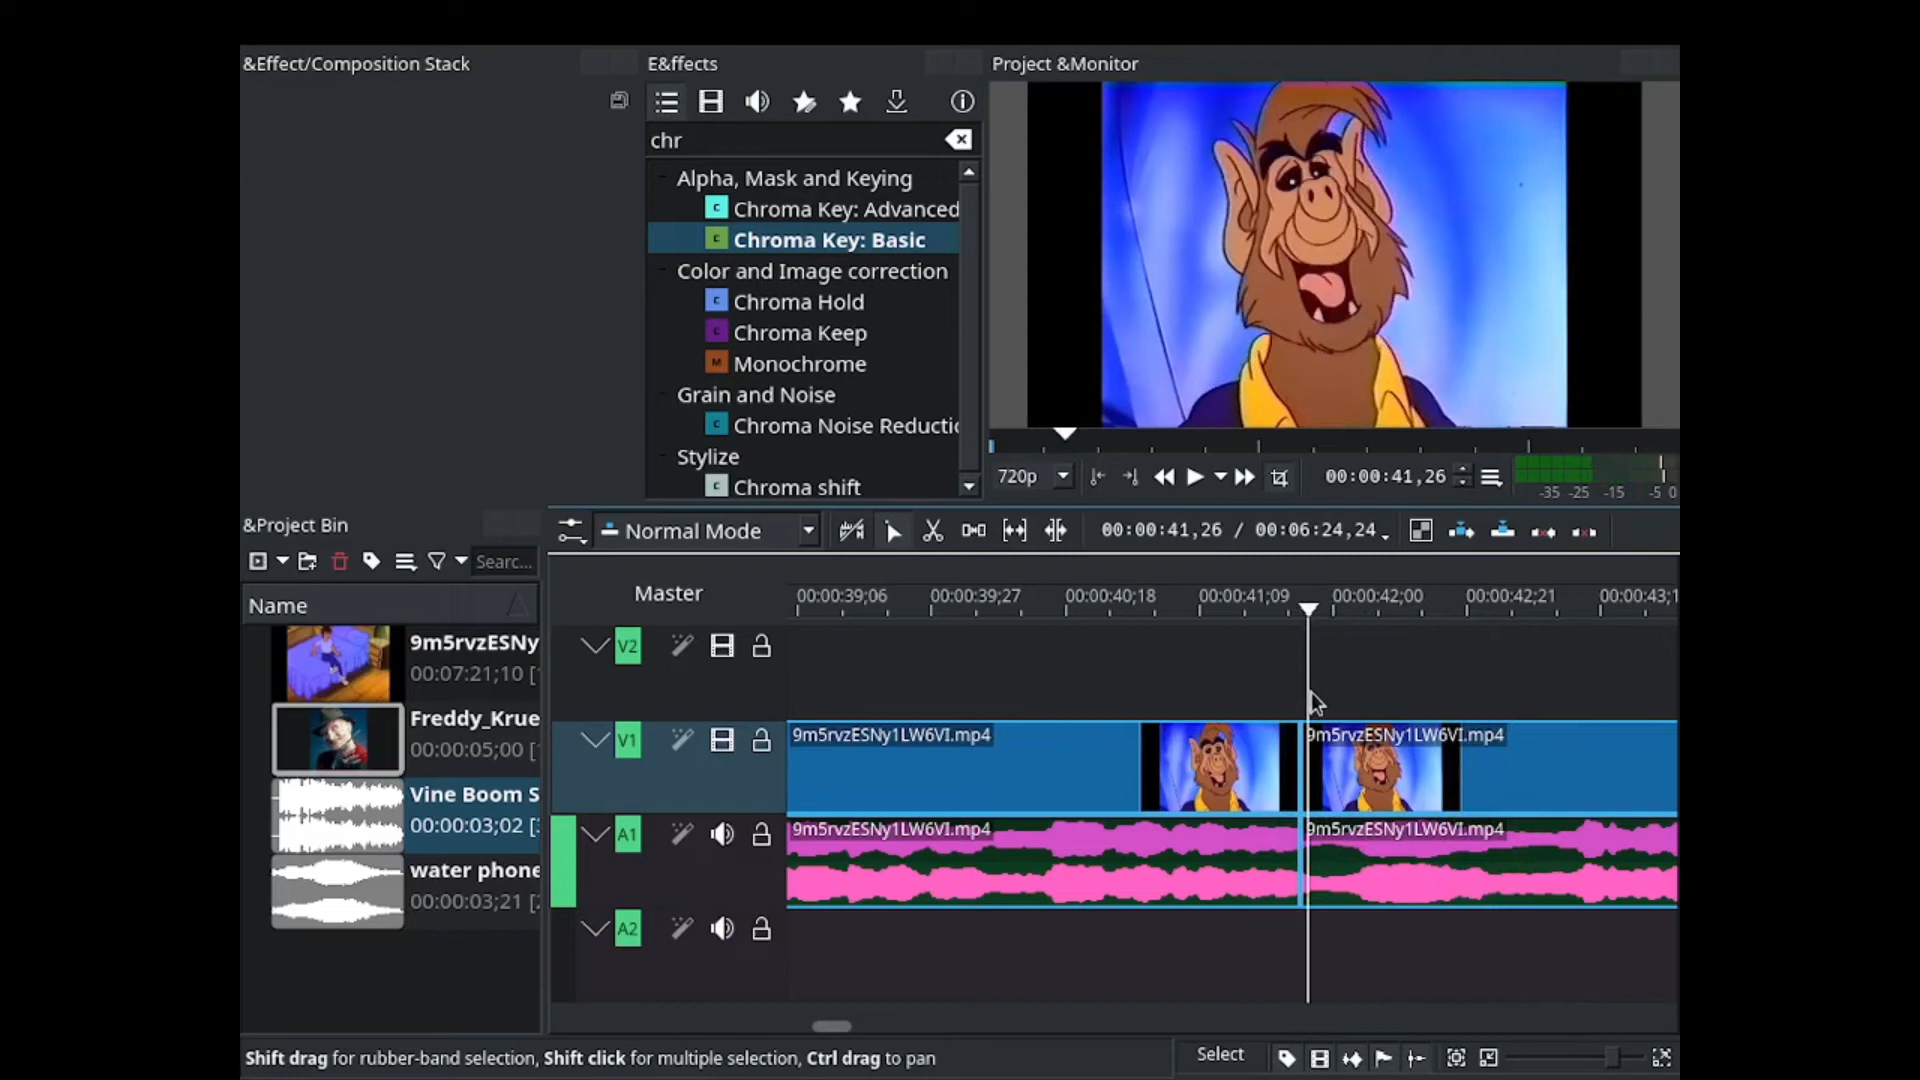 &Effect/Composition Stack
E&ffects
Project &Monitor
chr
Alpha, Mask and Keying
Chroma Key: Advanced
Chroma Key: Basic
Color and Image correction
Chroma Hold
Chroma Keep
Monochrome
Grain and Noise
Chroma Noise Reductio
Stylize
Chroma shift
720p
00:00:41,26
-35 -25 -15 -5 0
&Project Bin
Searc...
Name
9m5rvzESNy
00:07:21;10 [
Freddy_Krue
00:00:05;00 [
Vine Boom S
00:00:03;02 [
water phone
00:00:03;21 [
Normal Mode
00:00:41,26 / 00:06:24,24
Master
00:00:39;06 00:00:39;27 00:00:40;18 00:00:41;09 00:00:42;00 00:00:42;21 00:00:43;1
V2
V1
9m5rvzESNy1LW6VI.mp4
9m5rvzESNy1LW6VI.mp4
A1
9m5rvzESNy1LW6VI.mp4
9m5rvzESNy1LW6VI.mp4
A2
Shift drag for rubber-band selection, Shift click for multiple selection, Ctrl drag to pan
Select